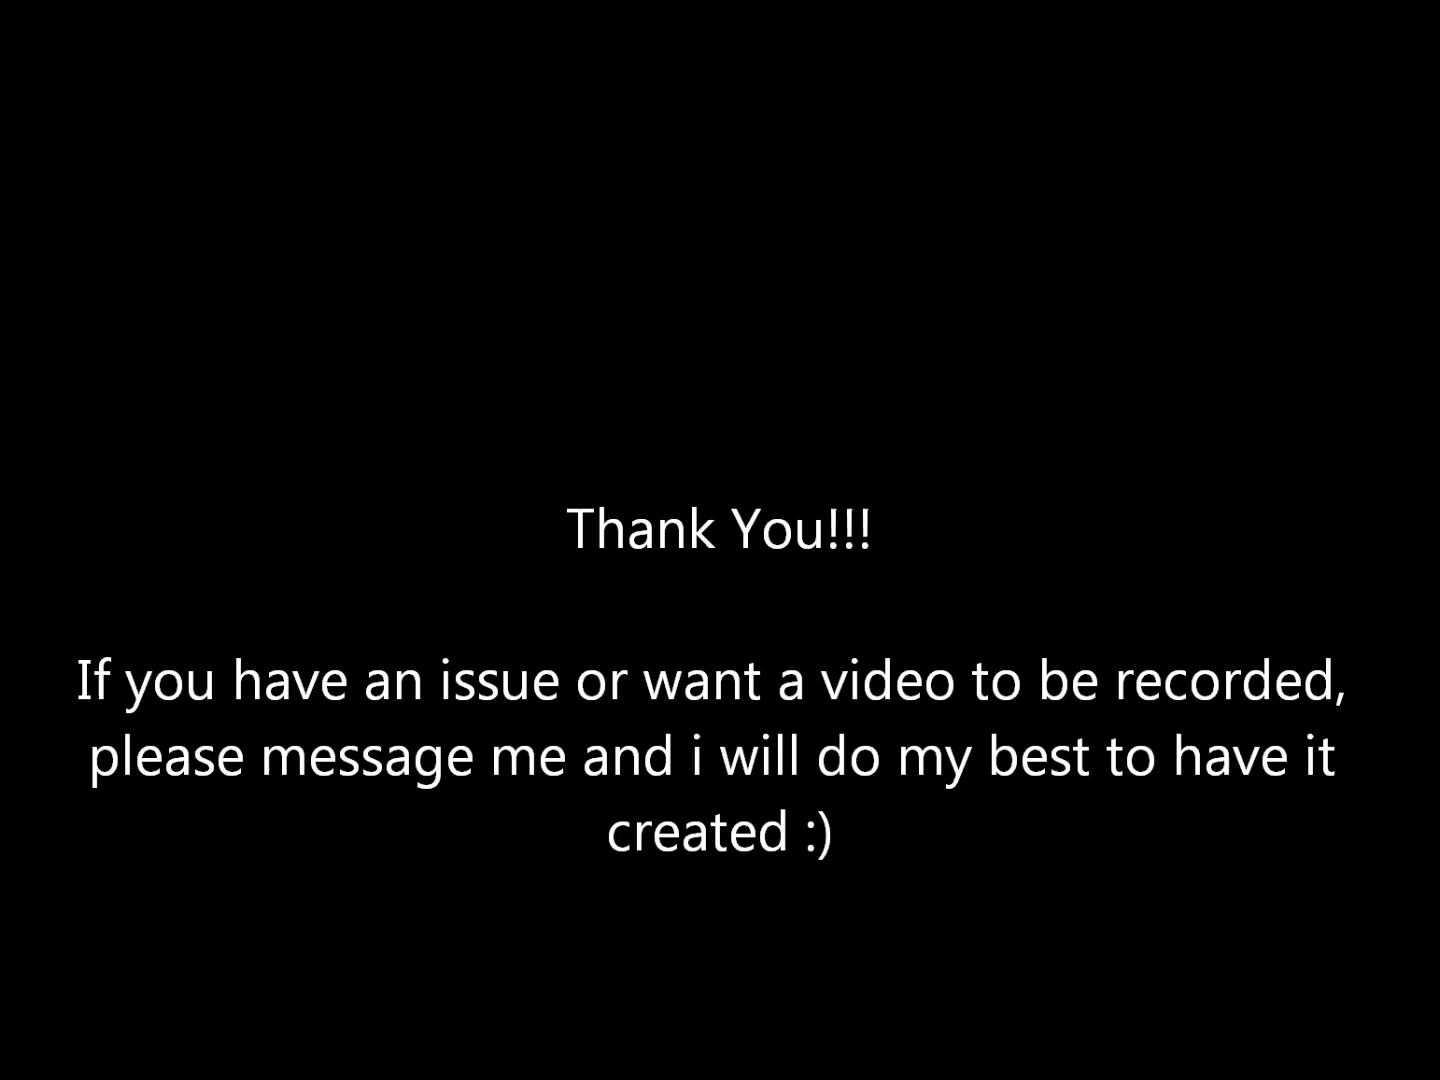 Thank You!!!
If you have an issue or want a video to be recorded,
please message me and i will do my best to have it
created :)